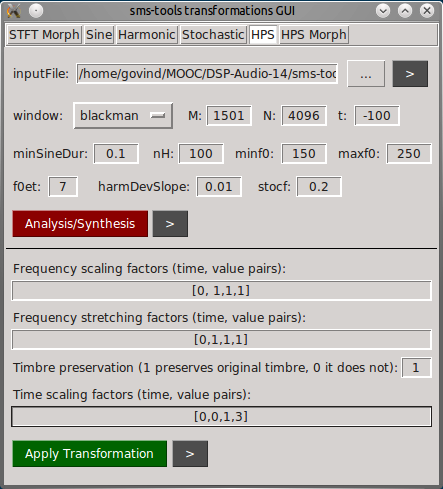 sms-tools transformations GUI
STFT Morph Sine Harmonic Stochastic HPS HPS Morph
inputFile: /home/govind/MOOC/DSP-Audio-14/sms-too ... >
window: blackman M: 1501 N: 4096 t: -100
minSineDur: 0.1 nH: 100 minf0: 150 maxf0: 250
f0et: 7 harmDevSlope: 0.01 stocf: 0.2
Analysis/Synthesis >
Frequency scaling factors (time, value pairs):
[0, 1,1,1]
Frequency stretching factors (time, value pairs):
[0,1,1,1]
Timbre preservation (1 preserves original timbre, 0 it does not): 1
Time scaling factors (time, value pairs):
[0,0,1,3]
Apply Transformation >